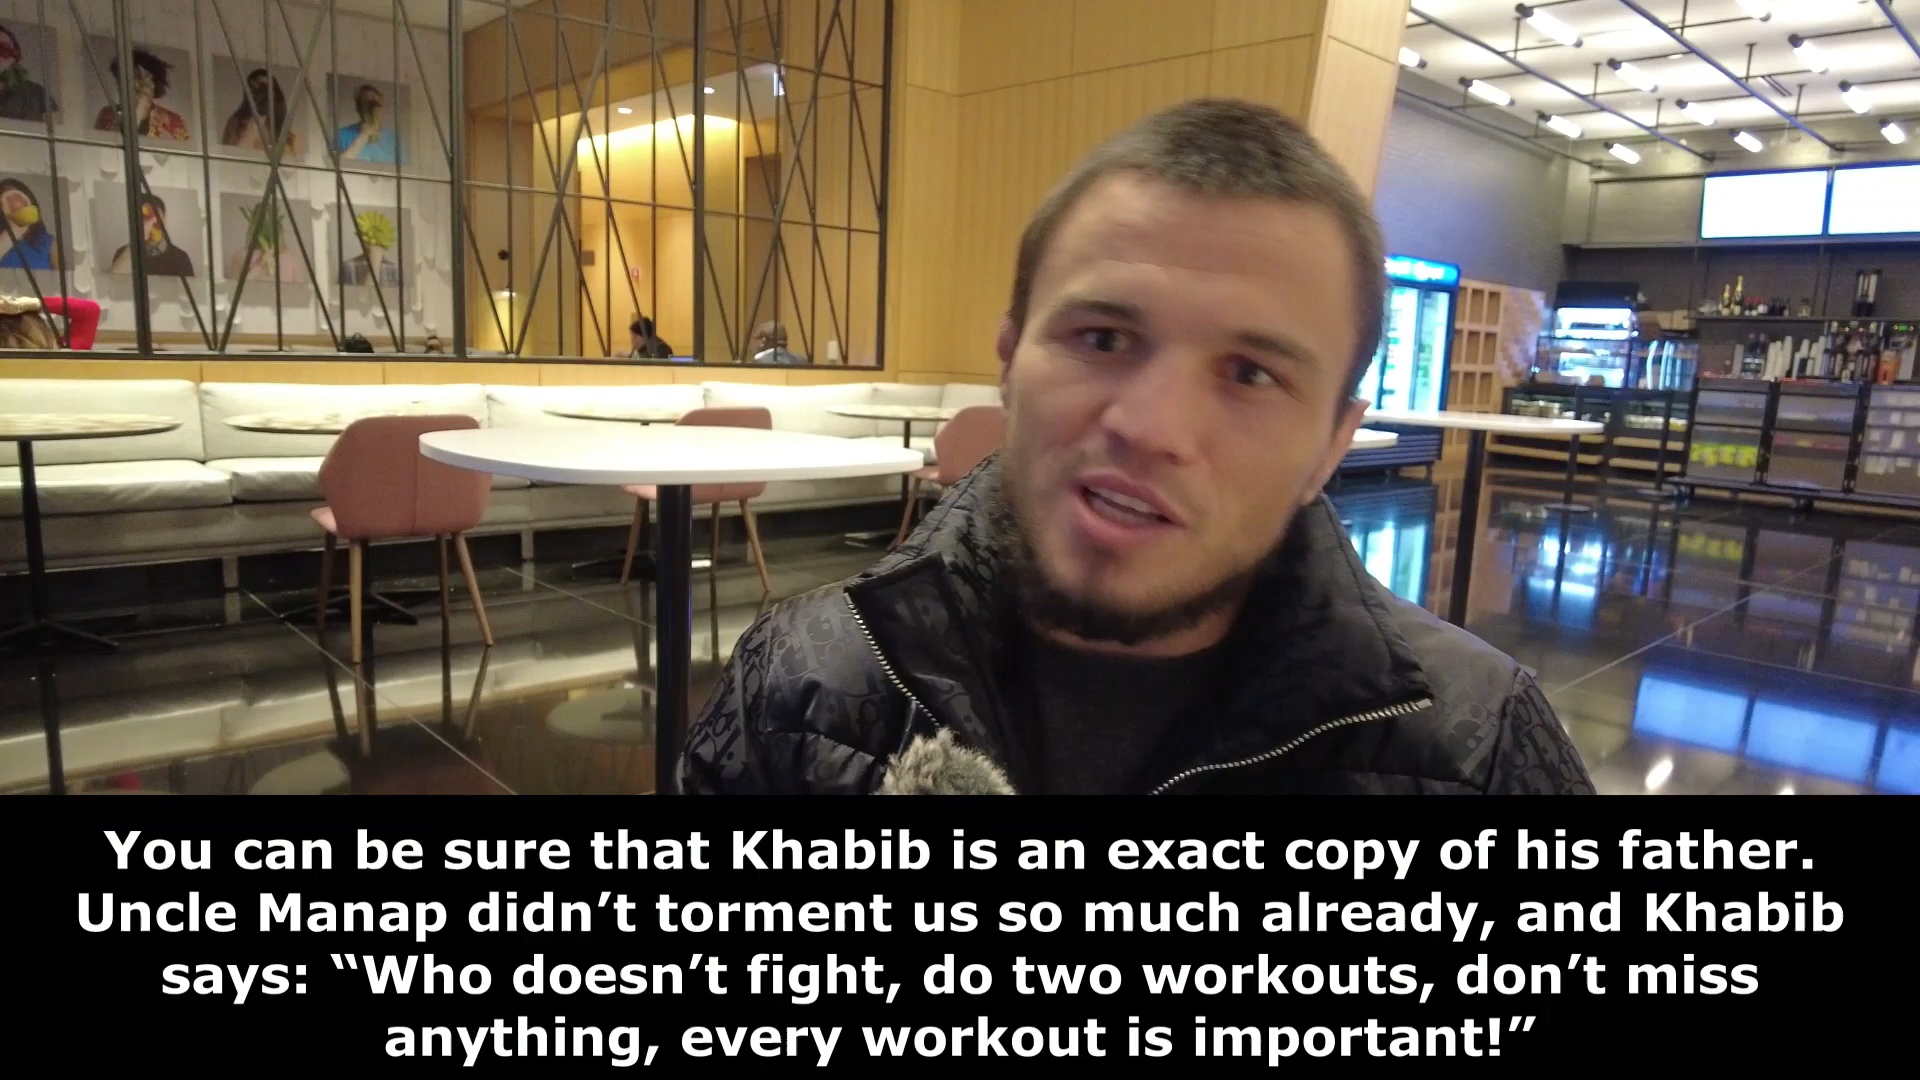 You can be sure that Khabib is an exact copy of his father.
Uncle Manap didn’t torment us so much already, and Khabib
says: “Who doesn’t fight, do two workouts, don’t miss
anything, every workout is important!”